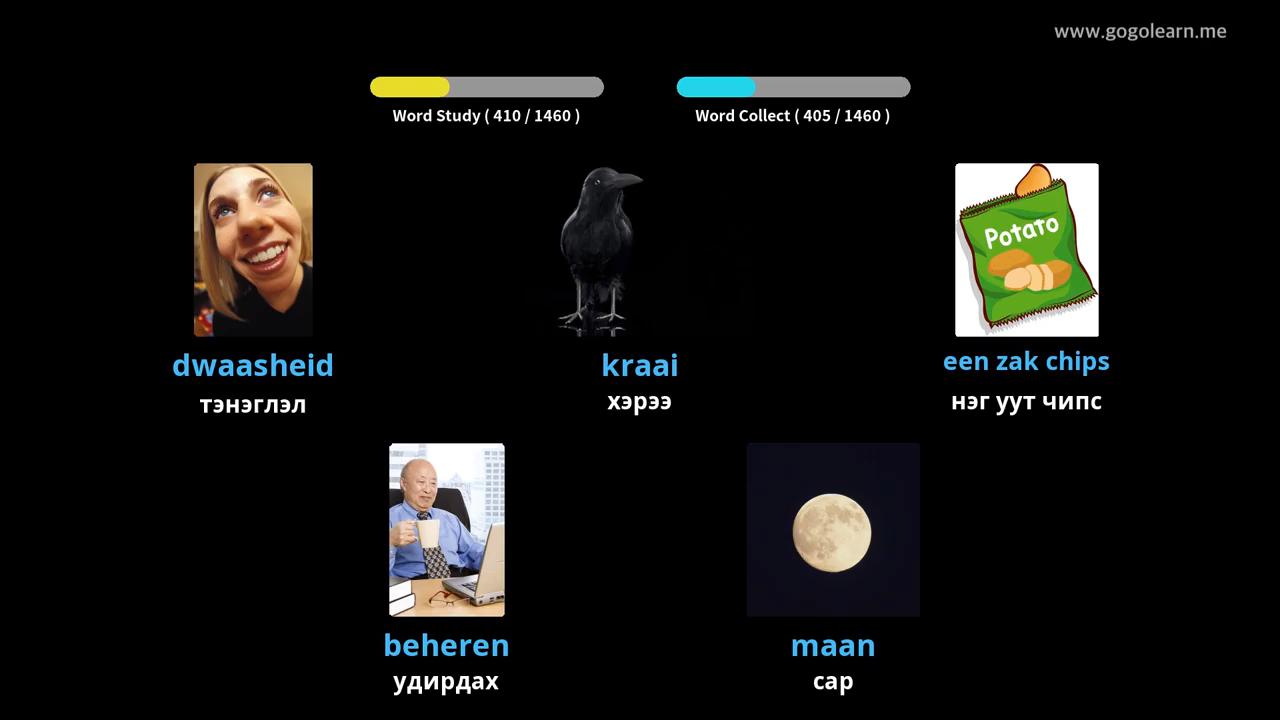 www.gogolearn.me
Word Study ( 410 / 1460 )
Word Collect ( 405 / 1460 )
Potato
dwaasheid
тэнэглэл
kraai
хэрээ
een zak chips
нэг уут чипс
beheren
удирдах
maan
сар